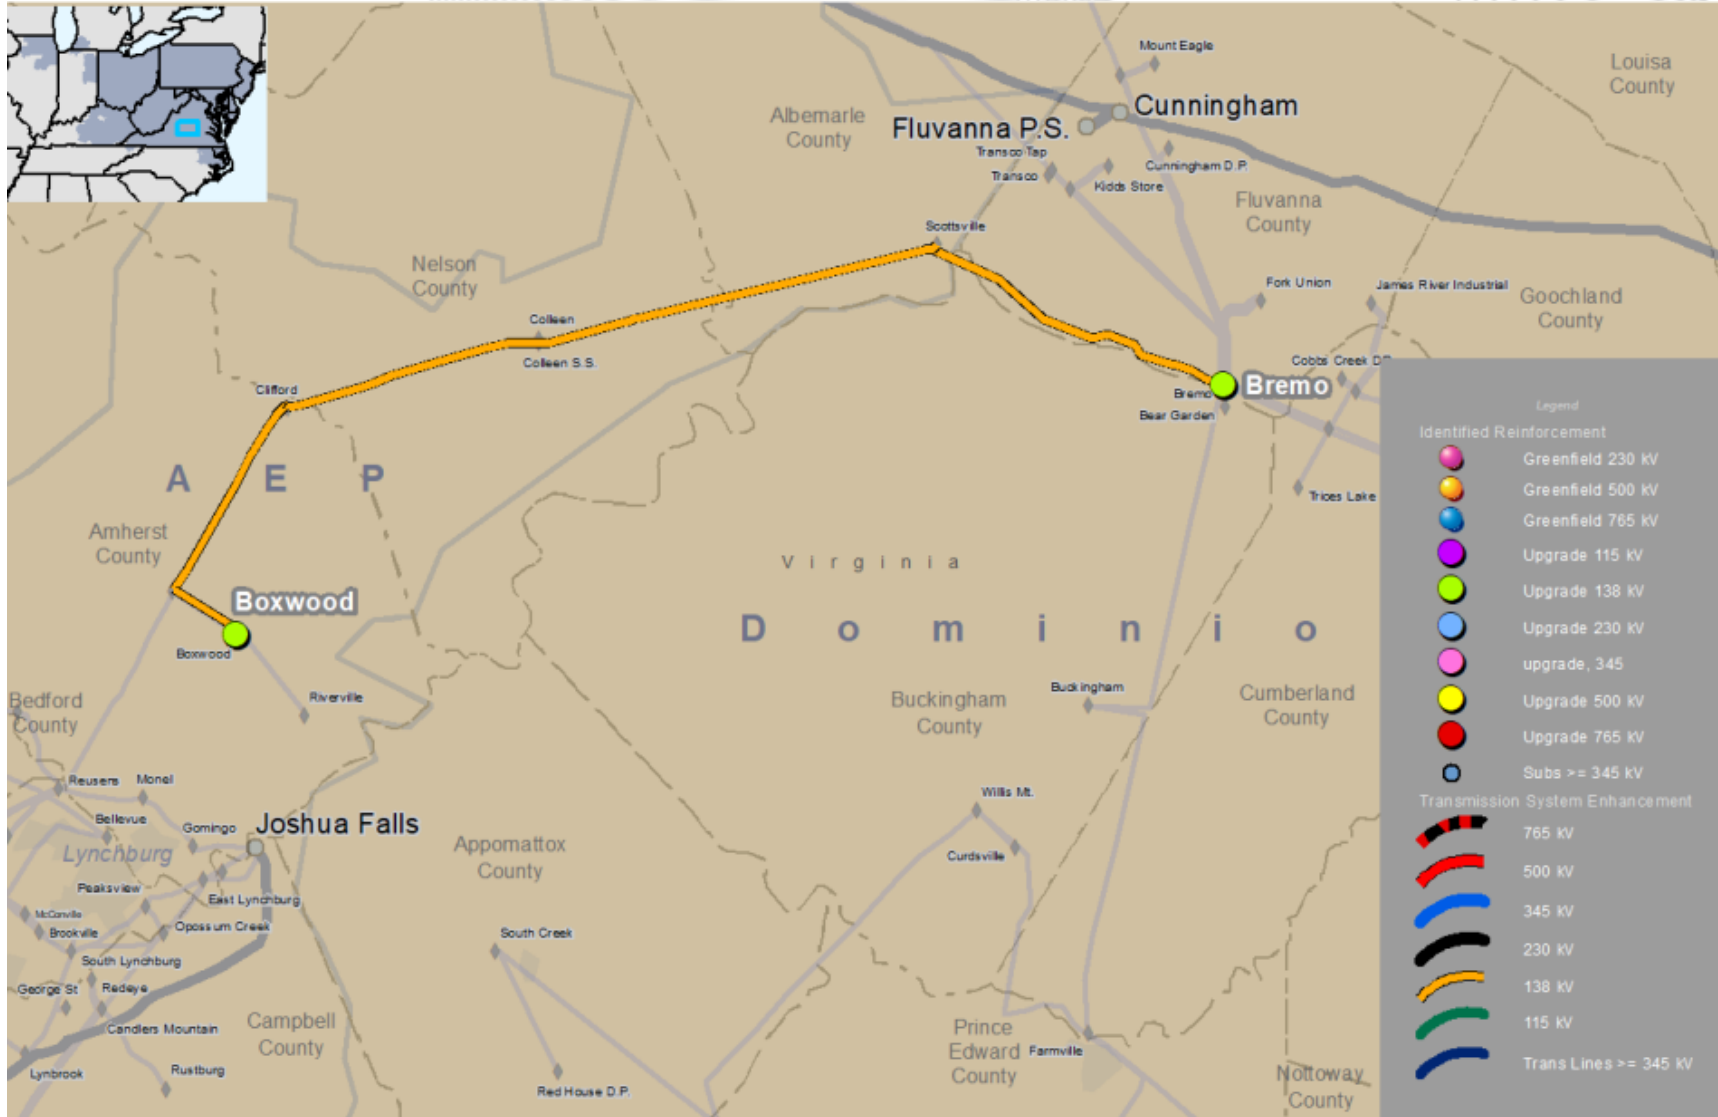 Mount Eagle
Louisa
County
Cunningham
Albemarle
County
Fluvanna P.S.
Transco Tap
Cunningham D.P.
Transco
Kidds Store
Fluvanna
County
Scottsville
Nelson
County
Fork Union
James River Industrial
Goochland
County
Colleen
Colleen S.S.
Cobbs Creek D.P.
Clifford
Bremo
Bremo
Bear Garden
A E P
Trices Lake
Amherst
County
Virginia
Boxwood
Boxwood
D o m i n i o
Riverville
Bedford
County
Buckingham
Buckingham
County
Cumberland
County
Reusens
Monel
Willis Mt.
Bellevue
Gomingo
Joshua Falls
Lynchburg
Appomattox
County
Curdsville
Peaksview
East Lynchburg
McConville
Brookville
Opossum Creek
South Creek
South Lynchburg
George St
Redeye
Candlers Mountain
Campbell
County
Prince
Edward
County
Farmville
Lynbrook
Rustburg
Red House D.P.
Nottoway
County
Legend
Identified Reinforcement
Greenfield 230 kV
Greenfield 500 kV
Greenfield 765 kV
Upgrade 115 kV
Upgrade 138 kV
Upgrade 230 kV
upgrade, 345
Upgrade 500 kV
Upgrade 765 kV
Subs >= 345 kV
Transmission System Enhancement
765 kV
500 kV
345 kV
230 kV
138 kV
115 kV
Trans Lines >= 345 kV